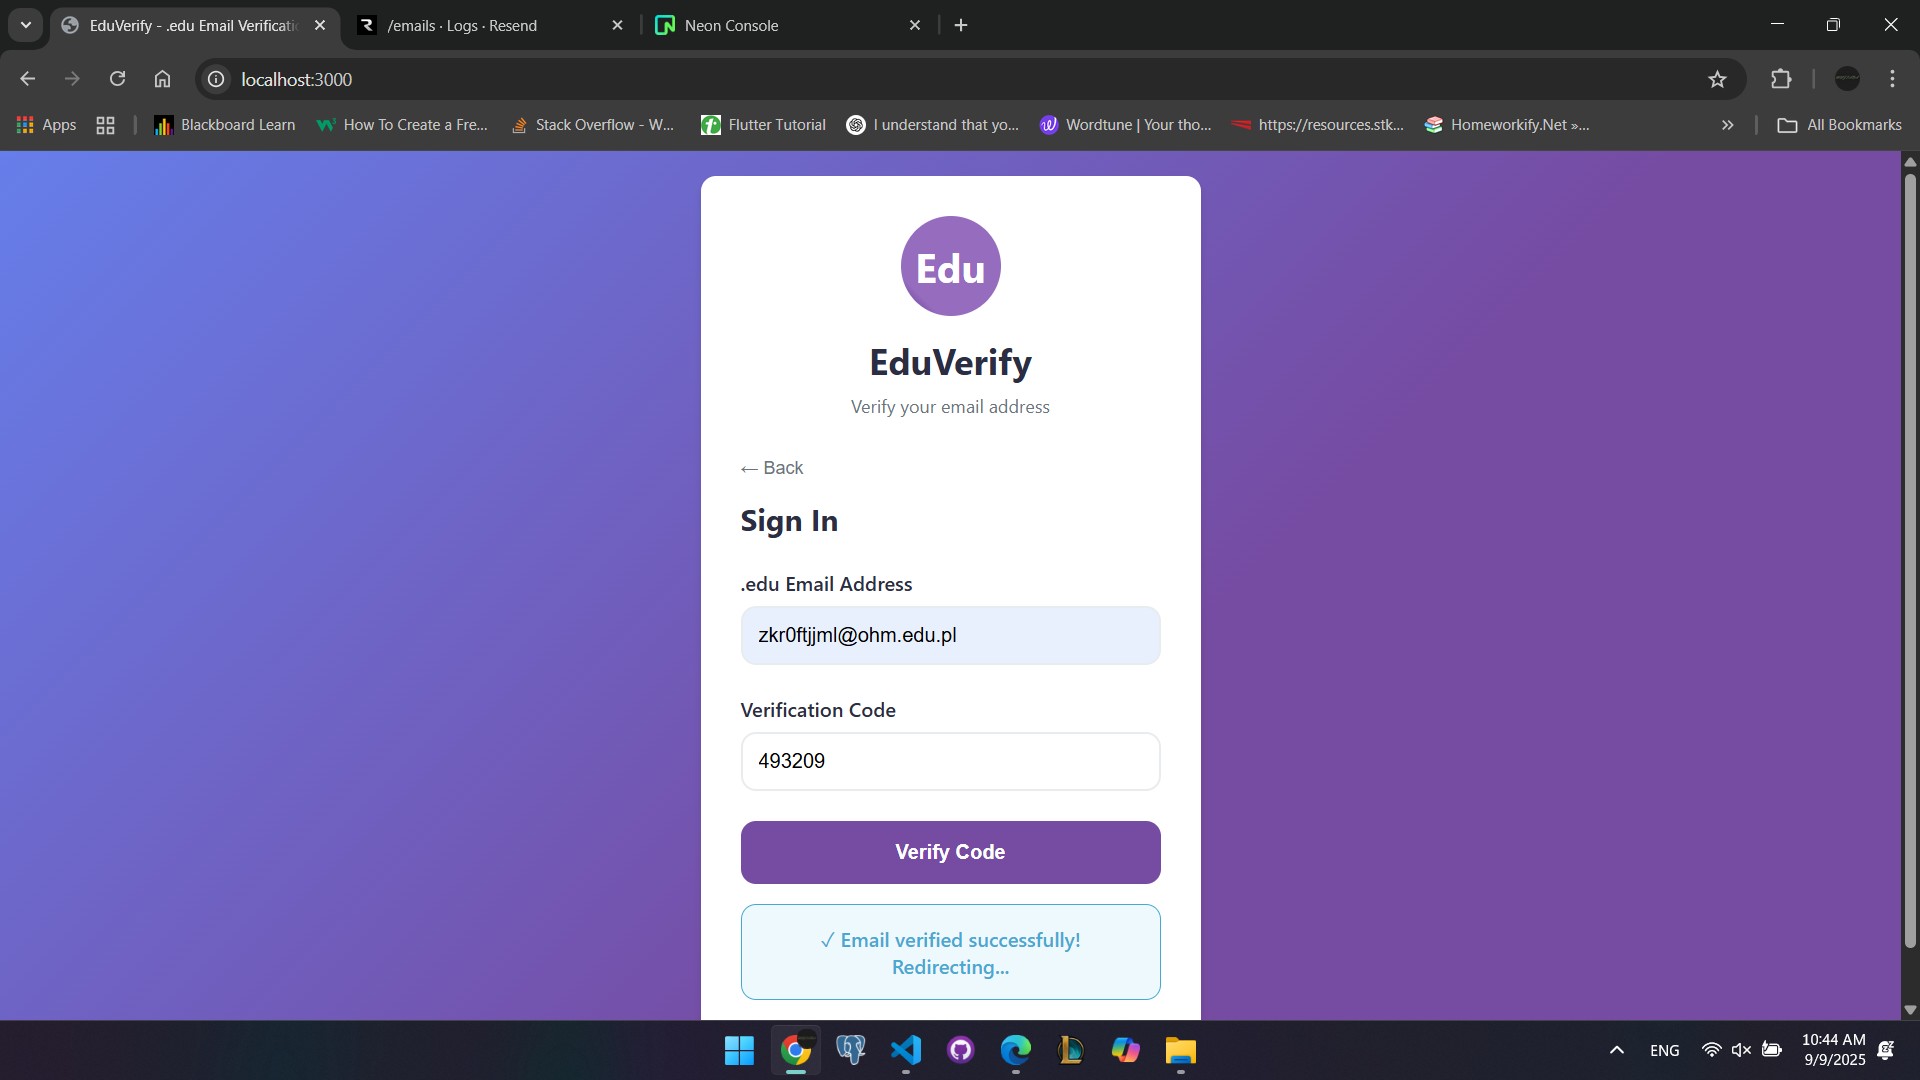 EduVerify - .edu Email Verificati
/emails · Logs · Resend
Neon Console
localhost:3000
Apps
Blackboard Learn
How To Create a Fre...
Stack Overflow - W...
Flutter Tutorial
I understand that yo...
Wordtune | Your tho...
https://resources.stk...
Homeworkify.Net »...
All Bookmarks
Edu
EduVerify
Verify your email address
← Back
Sign In
.edu Email Address
zkr0ftjjml@ohm.edu.pl
Verification Code
493209
Verify Code
✓ Email verified successfully!
Redirecting...
ENG
10:44 AM
9/9/2025